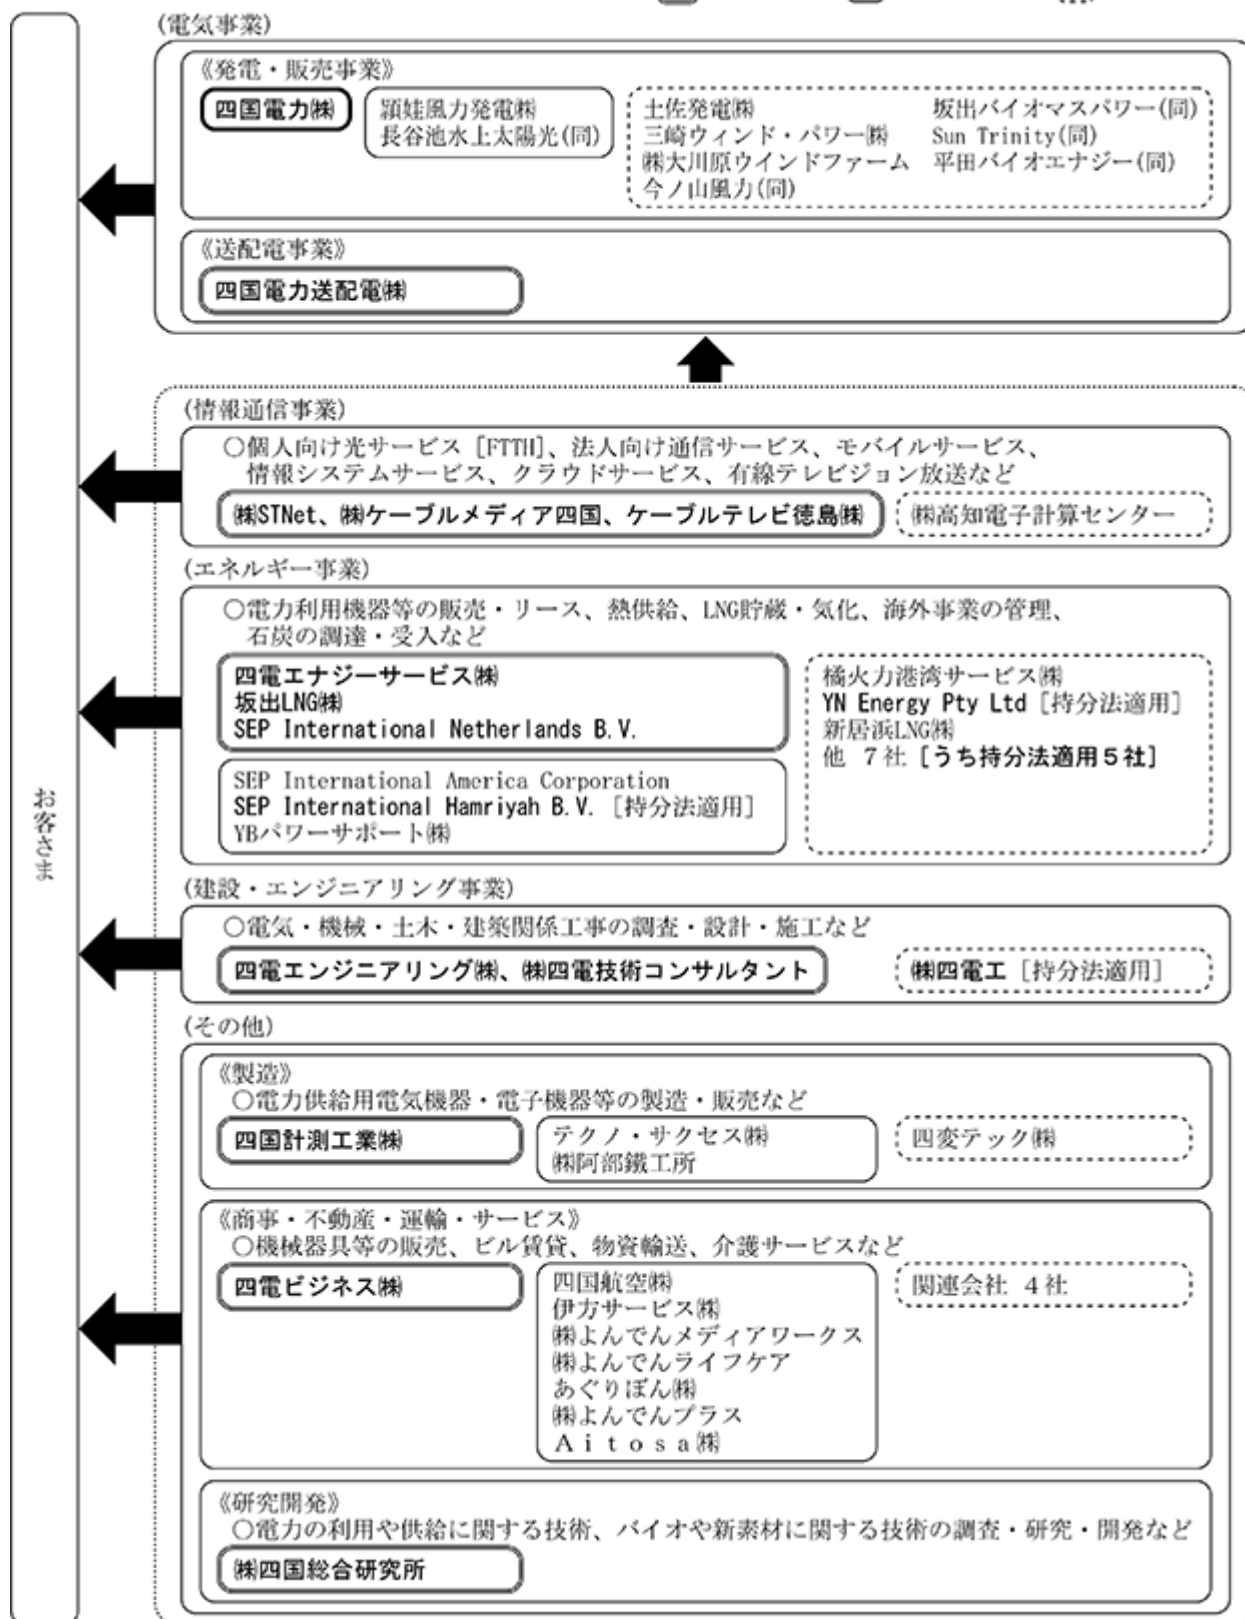 (電気事業)
《発電・販売事業》
四国電力㈱
頴娃風力発電㈱
長谷池水上太陽光(同)
土佐発電㈱
三崎ウィンド・パワー㈱
㈱大川原ウインドファーム
今ノ山風力(同)
坂出バイオマスパワー(同)
Sun Trinity(同)
平田バイオエナジー(同)
《送配電事業》
四国電力送配電㈱
お客さま
(情報通信事業)
○個人向け光サービス［FTTH］、法人向け通信サービス、モバイルサービス、
情報システムサービス、クラウドサービス、有線テレビジョン放送など
㈱STNet、㈱ケーブルメディア四国、ケーブルテレビ徳島㈱
㈱高知電子計算センター
(エネルギー事業)
○電力利用機器等の販売・リース、熱供給、LNG貯蔵・気化、海外事業の管理、
石炭の調達・受入など
四電エナジーサービス㈱
坂出LNG㈱
SEP International Netherlands B.V.
SEP International America Corporation
SEP International Hamriyah B.V.［持分法適用］
YBパワーサポート㈱
橘火力港湾サービス㈱
YN Energy Pty Ltd［持分法適用］
新居浜LNG㈱
他 7社［うち持分法適用5社］
(建設・エンジニアリング事業)
○電気・機械・土木・建築関係工事の調査・設計・施工など
四電エンジニアリング㈱、㈱四電技術コンサルタント
㈱四電工［持分法適用］
(その他)
《製造》
○電力供給用電気機器・電子機器等の製造・販売など
四国計測工業㈱
テクノ・サクセス㈱
㈱阿部鐵工所
四変テック㈱
《商事・不動産・運輸・サービス》
○機械器具等の販売、ビル賃貸、物資輸送、介護サービスなど
四電ビジネス㈱
四国航空㈱
伊方サービス㈱
㈱よんでんメディアワークス
㈱よんでんライフケア
あぐりぼん㈱
㈱よんでんプラス
Ａｉｔｏｓａ㈱
関連会社 4社
《研究開発》
○電力の利用や供給に関する技術、バイオや新素材に関する技術の調査・研究・開発など
㈱四国総合研究所